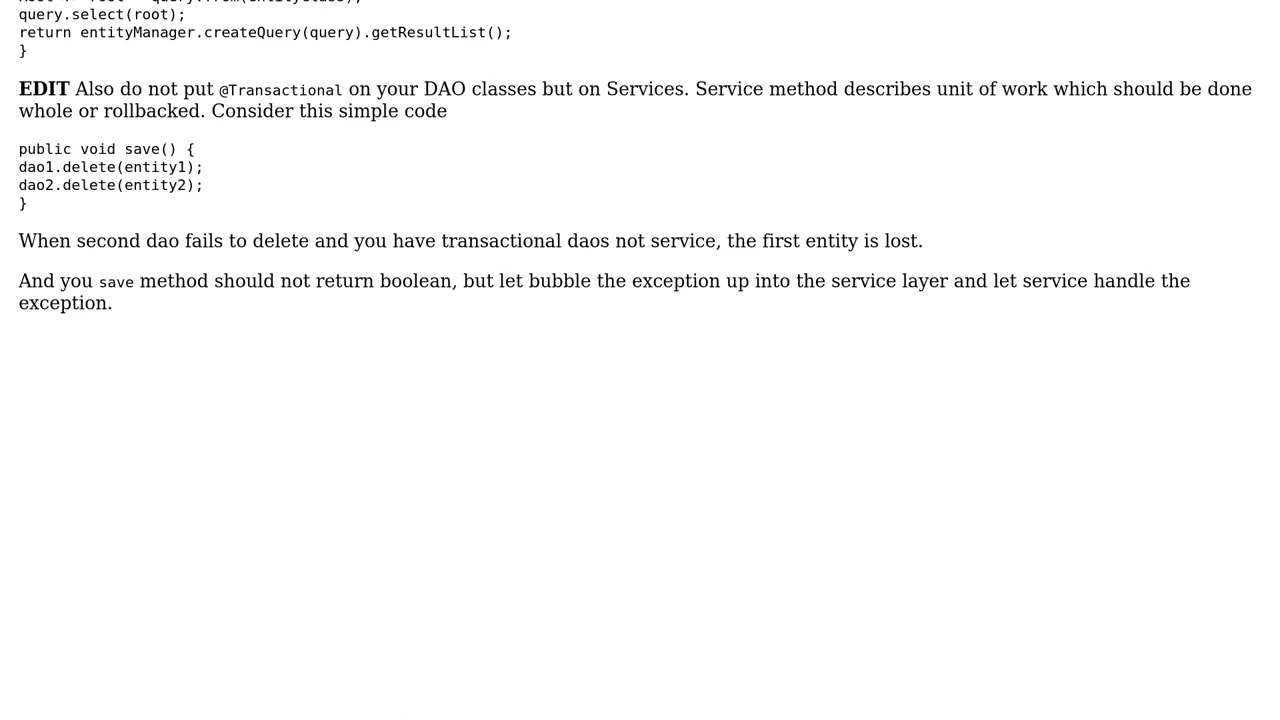 query.select(root);
return entityManager.createQuery(query).getResultList();
}
EDIT Also do not put @Transactional on your DAO classes but on Services. Service method describes unit of work which should be done
whole or rollbacked. Consider this simple code
public void save() {
dao1.delete(entity1);
dao2.delete(entity2);
}
When second dao fails to delete and you have transactional daos not service, the first entity is lost.
And you save method should not return boolean, but let bubble the exception up into the service layer and let service handle the
exception.